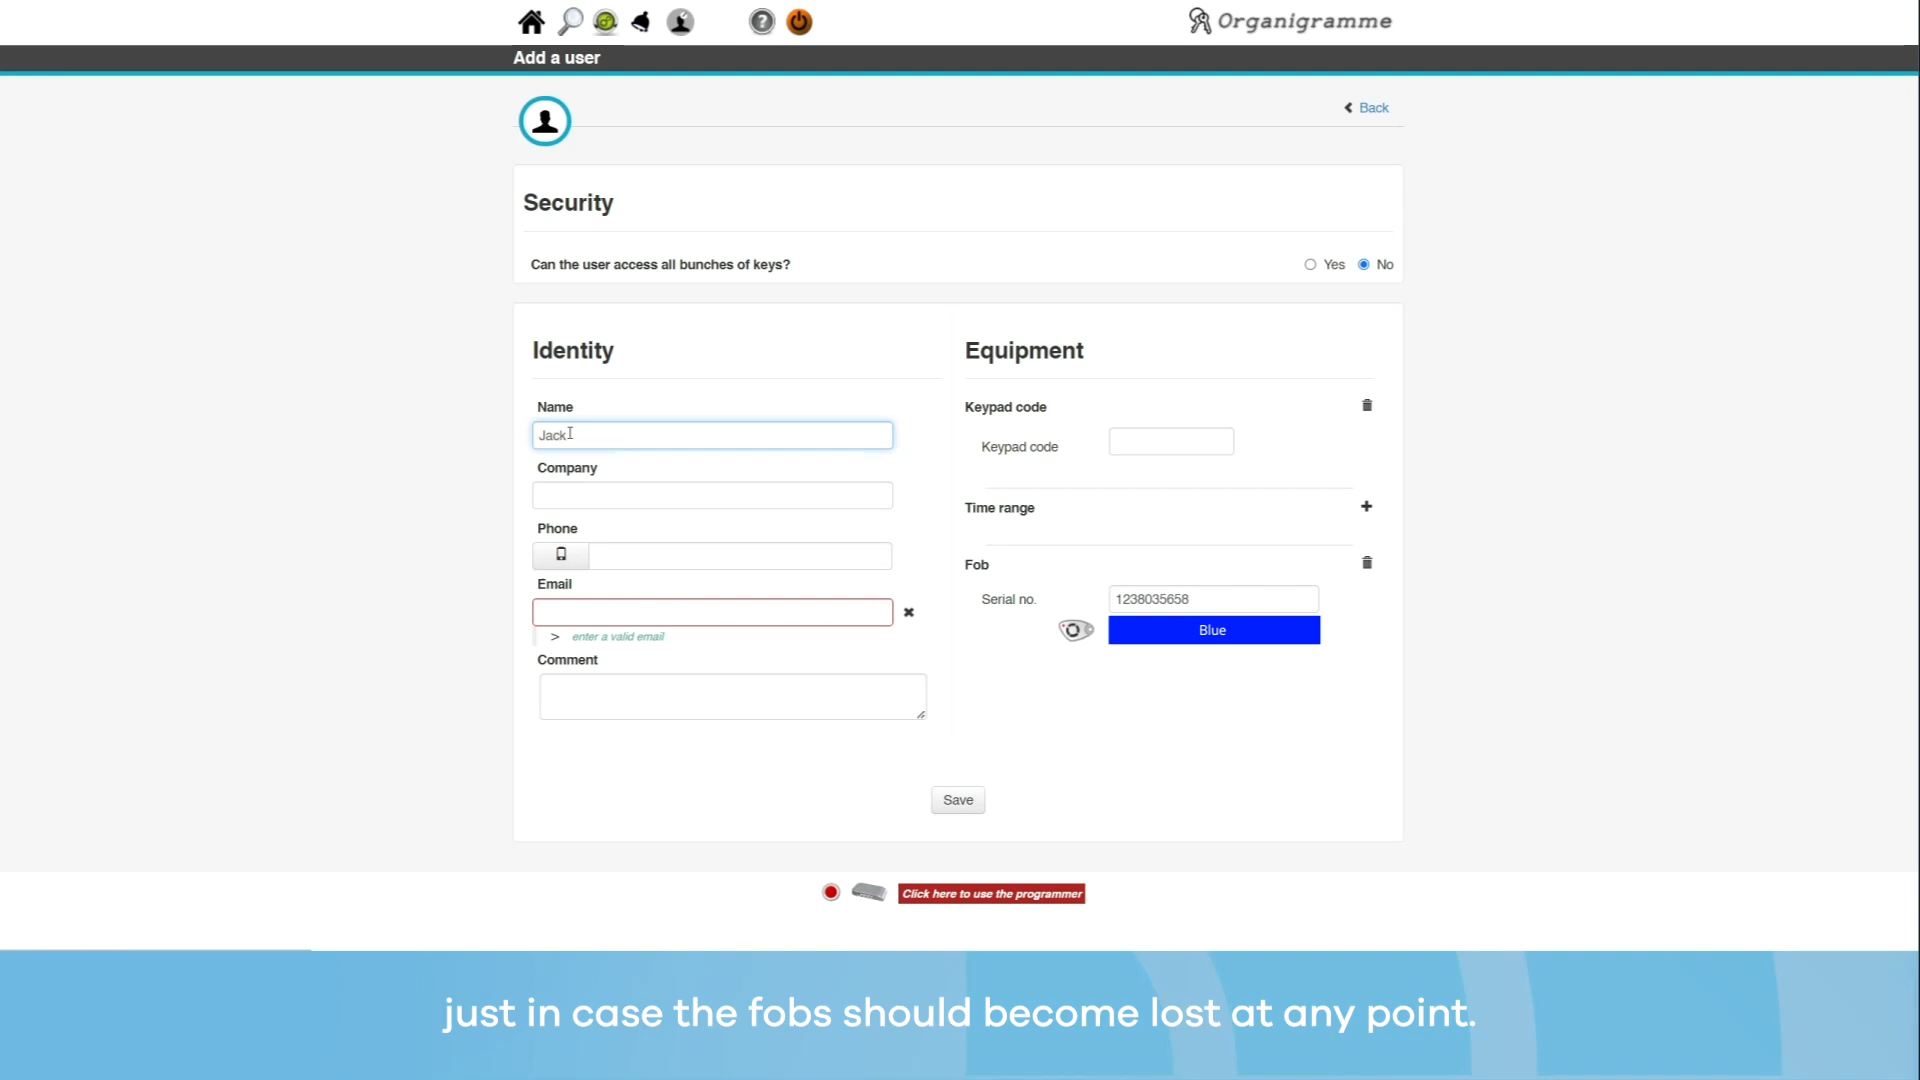 Organigramme
Add a user
Back
Security
Can the user access all bunches of keys?
Yes No
Identity
Name
Jack
Company
Phone
Email
> enter a valid email
Comment
Equipment
Keypad code
Keypad code
Time range
Fob
Serial no. 1238035658
Blue
Save
Click here to use the programmer
just in case the fobs should become lost at any point.